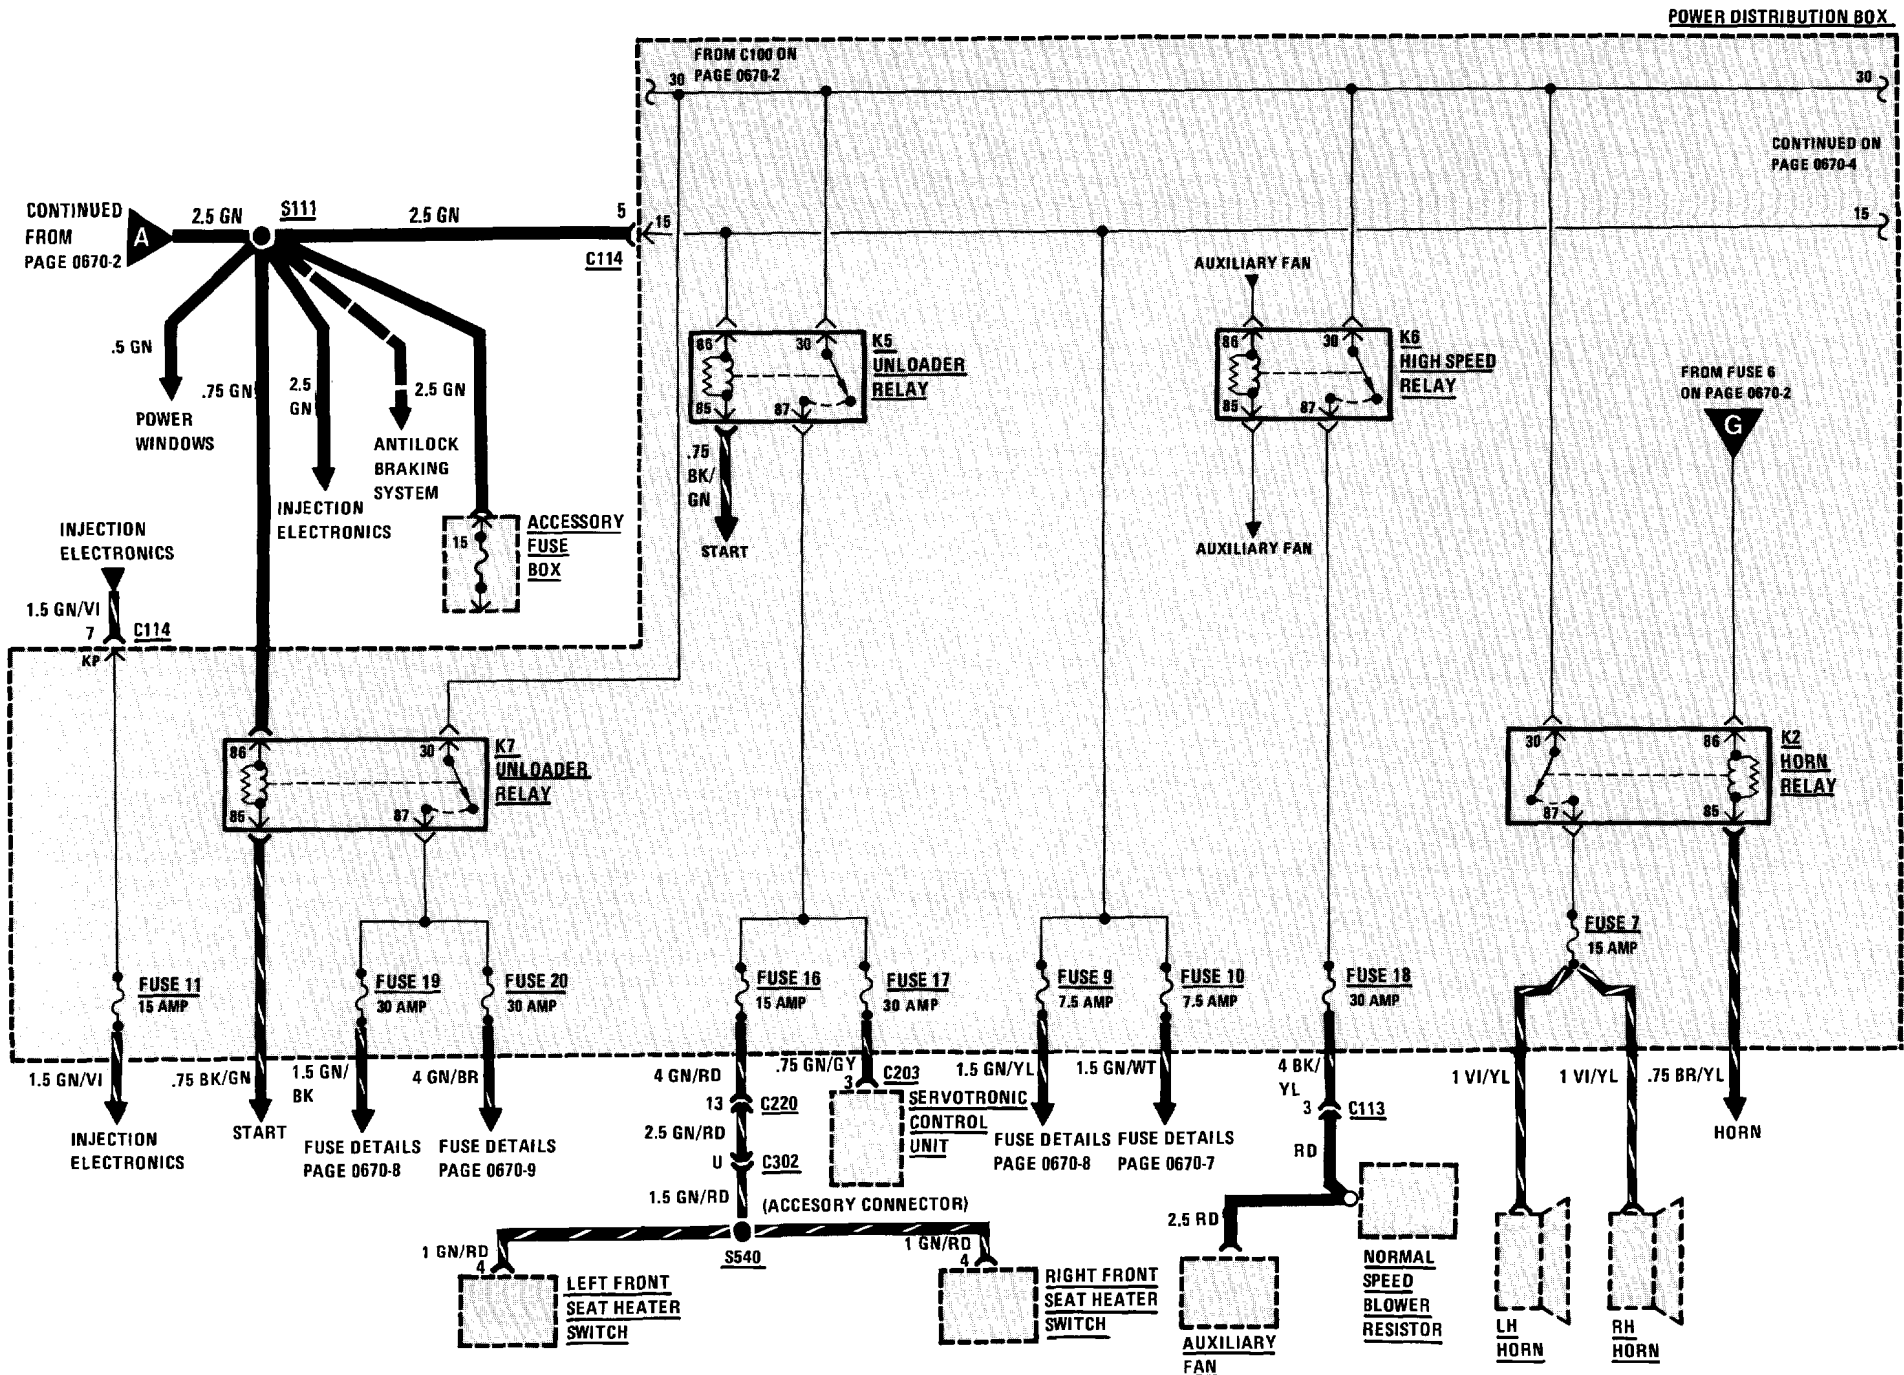 POWER DISTRIBUTION BOX
FROM C100 ON
PAGE 0670-2
30
30
CONTINUED ON
PAGE 0670-4
CONTINUED
FROM
PAGE 0670-2
A
2.5 GN
S111
2.5 GN
5
C114
15
15
.5 GN
POWER
WINDOWS
.75 GN
2.5
GN
INJECTION
ELECTRONICS
ANTILOCK
BRAKING
SYSTEM
2.5 GN
15
ACCESSORY
FUSE
BOX
86
30
85
87
K5
UNLOADER
RELAY
.75
BK/
GN
START
AUXILIARY FAN
86
30
85
87
K6
HIGH SPEED
RELAY
AUXILIARY FAN
FROM FUSE 6
ON PAGE 0670-2
G
INJECTION
ELECTRONICS
1.5 GN/VI
7
C114
KP
86
30
85
87
K7
UNLOADER
RELAY
30
86
87
85
K2
HORN
RELAY
FUSE 11
15 AMP
FUSE 19
30 AMP
FUSE 20
30 AMP
FUSE 16
15 AMP
FUSE 17
30 AMP
FUSE 9
7.5 AMP
FUSE 10
7.5 AMP
FUSE 18
30 AMP
FUSE 7
15 AMP
1.5 GN/VI
INJECTION
ELECTRONICS
.75 BK/GN
START
1.5 GN/
BK
FUSE DETAILS
PAGE 0670-8
4 GN/BR
FUSE DETAILS
PAGE 0670-9
4 GN/RD
13
C220
2.5 GN/RD
U
C302
1.5 GN/RD
(ACCESORY CONNECTOR)
S540
1 GN/RD
4
LEFT FRONT
SEAT HEATER
SWITCH
1 GN/RD
4
RIGHT FRONT
SEAT HEATER
SWITCH
.75 GN/GY
3
C203
SERVOTRONIC
CONTROL
UNIT
1.5 GN/YL
FUSE DETAILS
PAGE 0670-8
1.5 GN/WT
FUSE DETAILS
PAGE 0670-7
4 BK/
YL
3
C113
RD
2.5 RD
AUXILIARY
FAN
NORMAL
SPEED
BLOWER
RESISTOR
1 VI/YL
LH
HORN
1 VI/YL
RH
HORN
.75 BR/YL
HORN